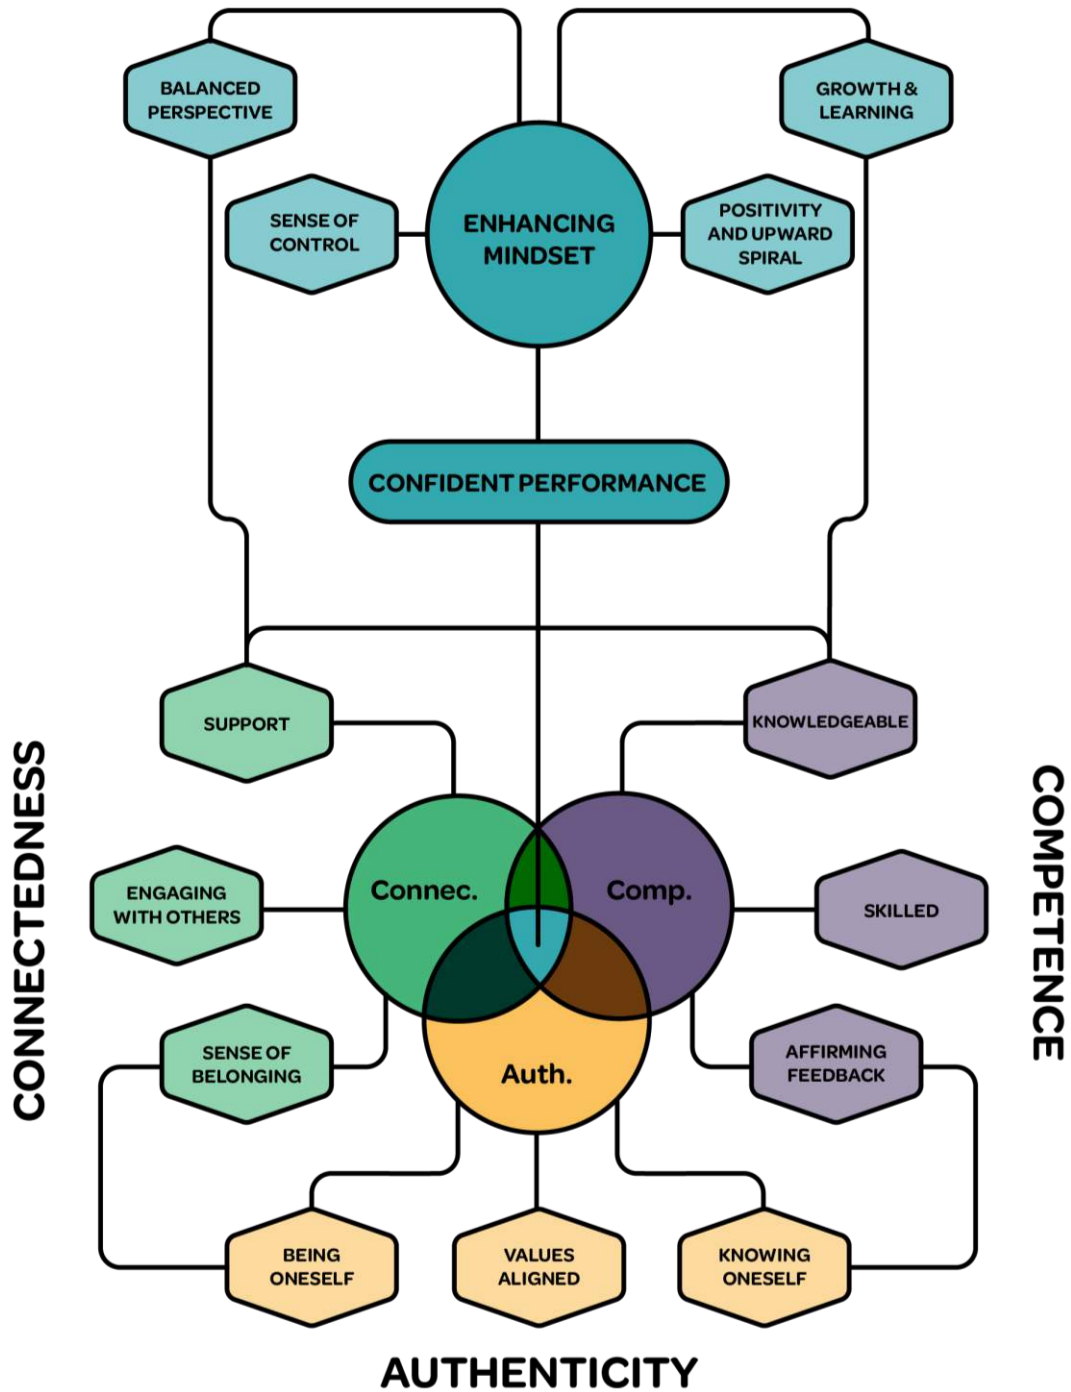 BALANCED
PERSPECTIVE
GROWTH &
LEARNING
SENSE OF
CONTROL
ENHANCING
MINDSET
POSITIVITY
AND UPWARD
SPIRAL
CONFIDENT PERFORMANCE
SUPPORT
KNOWLEDGEABLE
CONNECTEDNESS
COMPETENCE
Connec.
Comp.
ENGAGING
WITH OTHERS
SKILLED
SENSE OF
BELONGING
AFFIRMING
FEEDBACK
Auth.
BEING
ONESELF
VALUES
ALIGNED
KNOWING
ONESELF
AUTHENTICITY